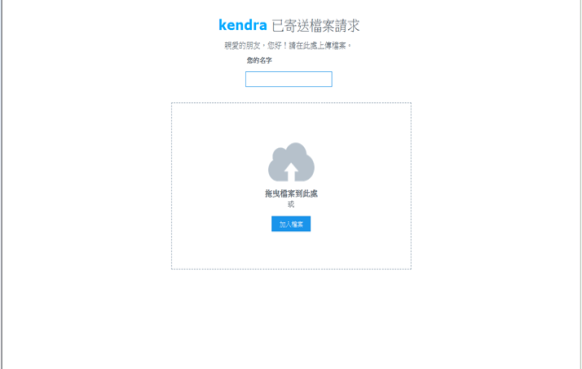 kendra 已寄送檔案請求
親愛的朋友，您好！請在此處上傳檔案。
您的名字
拖曳檔案到此處
或
加入檔案